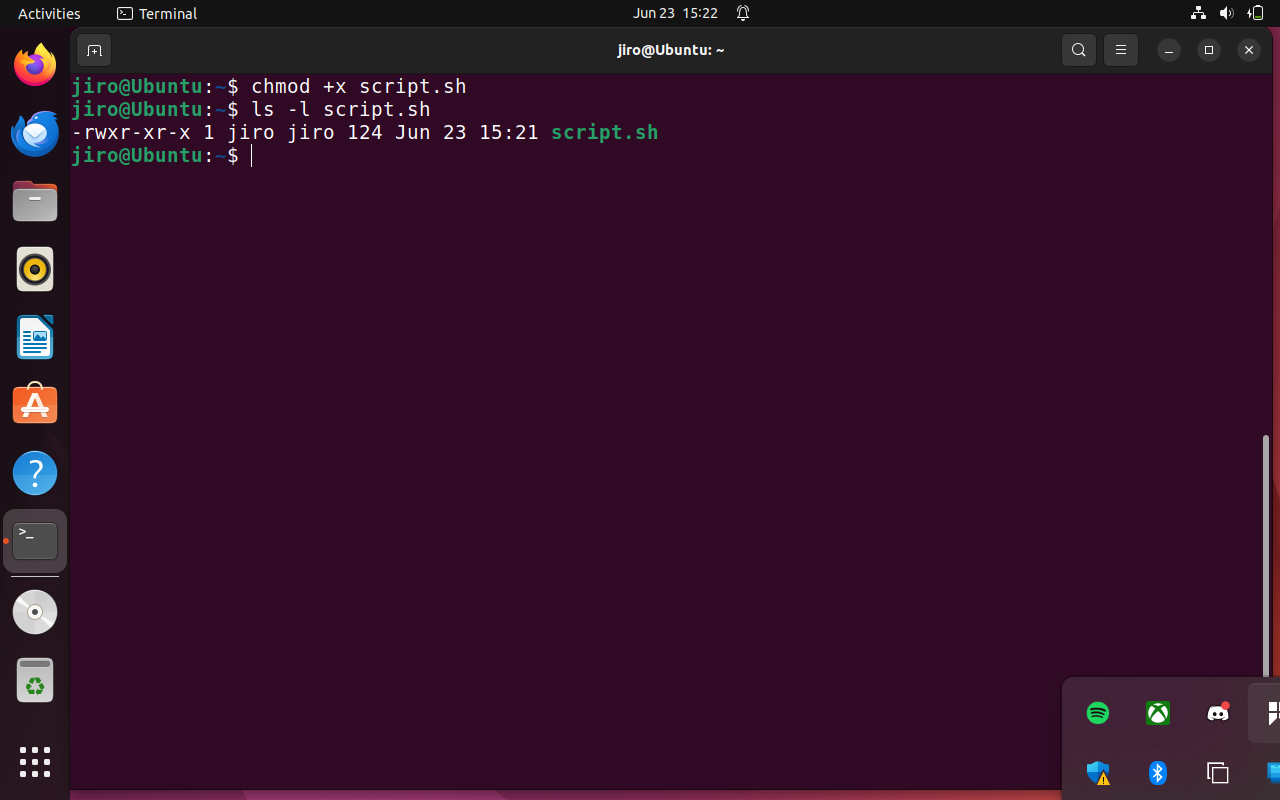 Activities
Terminal
Jun 23 15:22
jiro@Ubuntu: ~
jiro@Ubuntu:~$ chmod +x script.sh
jiro@Ubuntu:~$ ls -l script.sh
-rwxr-xr-x 1 jiro jiro 124 Jun 23 15:21 script.sh
jiro@Ubuntu:~$